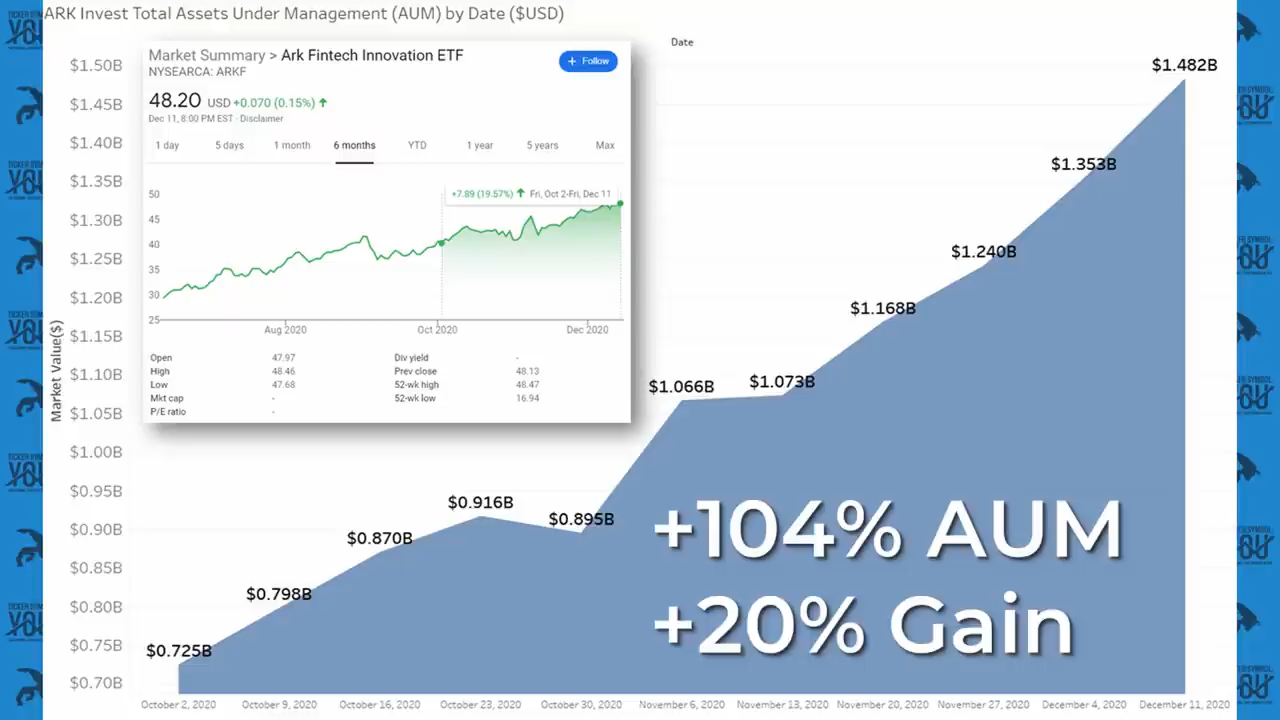 ARK Invest Total Assets Under Management (AUM) by Date ($USD)
Date
Market Summary > Ark Fintech Innovation ETF
NYSEARCA: ARKF
+ Follow
48.20 USD +0.070 (0.15%) ↑
Dec 11, 8:00 PM EST · Disclaimer
1 day 5 days 1 month 6 months YTD 1 year 5 years Max
+7.89 (19.57%) ↑ Fri, Oct 2-Fri, Dec 11
50
45
40
35
30
25
Aug 2020 Oct 2020 Dec 2020
Open 47.97 Div yield -
High 48.46 Prev close 48.13
Low 47.68 52-wk high 48.47
Mkt cap - 52-wk low 16.94
P/E ratio -
Market Value($)
$1.50B
$1.45B
$1.40B
$1.35B
$1.30B
$1.25B
$1.20B
$1.15B
$1.10B
$1.05B
$1.00B
$0.95B
$0.90B
$0.85B
$0.80B
$0.75B
$0.70B
$0.725B
$0.798B
$0.870B
$0.916B
$0.895B
$1.066B
$1.073B
$1.168B
$1.240B
$1.353B
$1.482B
+104% AUM
+20% Gain
October 2, 2020 October 9, 2020 October 16, 2020 October 23, 2020 October 30, 2020 November 6, 2020 November 13, 2020 November 20, 2020 November 27, 2020 December 4, 2020 December 11, 2020